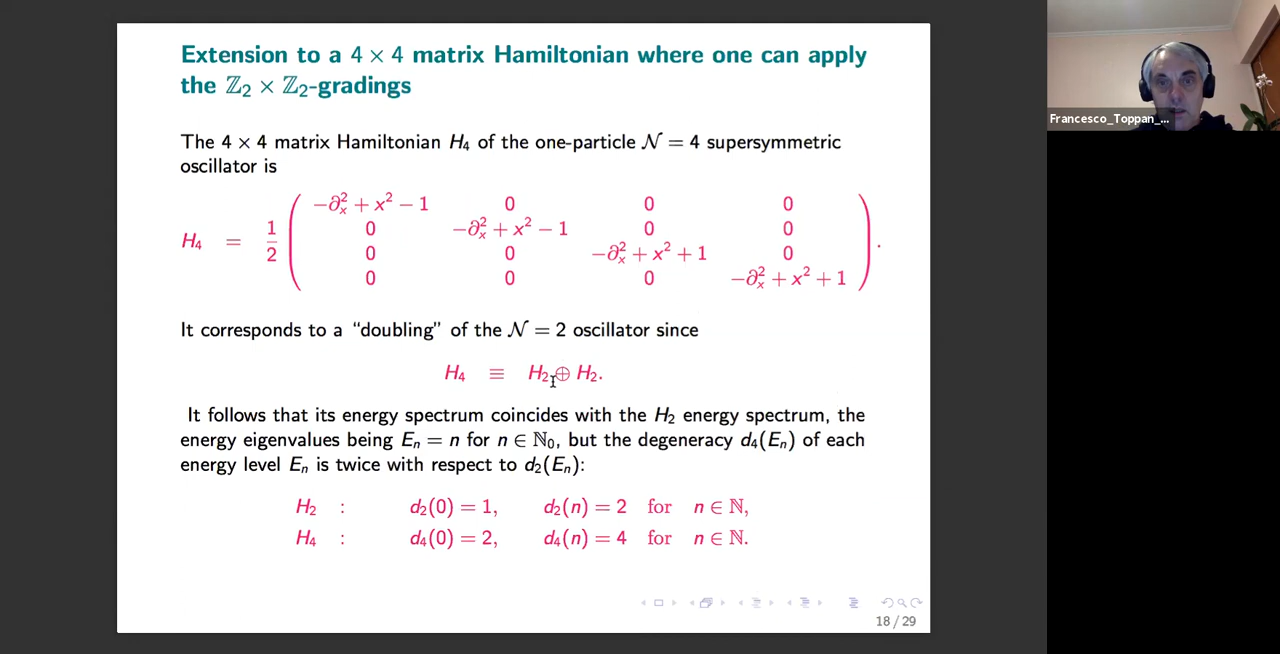 Extension to a 4 × 4 matrix Hamiltonian where one can apply
the ℤ₂ × ℤ₂-gradings
The 4 × 4 matrix Hamiltonian H₄ of the one-particle 𝒩 = 4 supersymmetric
oscillator is
−∂ₓ² + x² − 1 0 0 0
0 −∂ₓ² + x² − 1 0 0
H₄ = 1/2
0 0 −∂ₓ² + x² + 1 0
0 0 0 −∂ₓ² + x² + 1 .
It corresponds to a “doubling” of the 𝒩 = 2 oscillator since
H₄ ≡ H₂ ⊕ H₂.
It follows that its energy spectrum coincides with the H₂ energy spectrum, the
energy eigenvalues being Eₙ = n for n ∈ ℕ₀, but the degeneracy d₄(Eₙ) of each
energy level Eₙ is twice with respect to d₂(Eₙ):
H₂ : d₂(0) = 1, d₂(n) = 2 for n ∈ ℕ,
H₄ : d₄(0) = 2, d₄(n) = 4 for n ∈ ℕ.
18 / 29
Francesco_Toppan_...